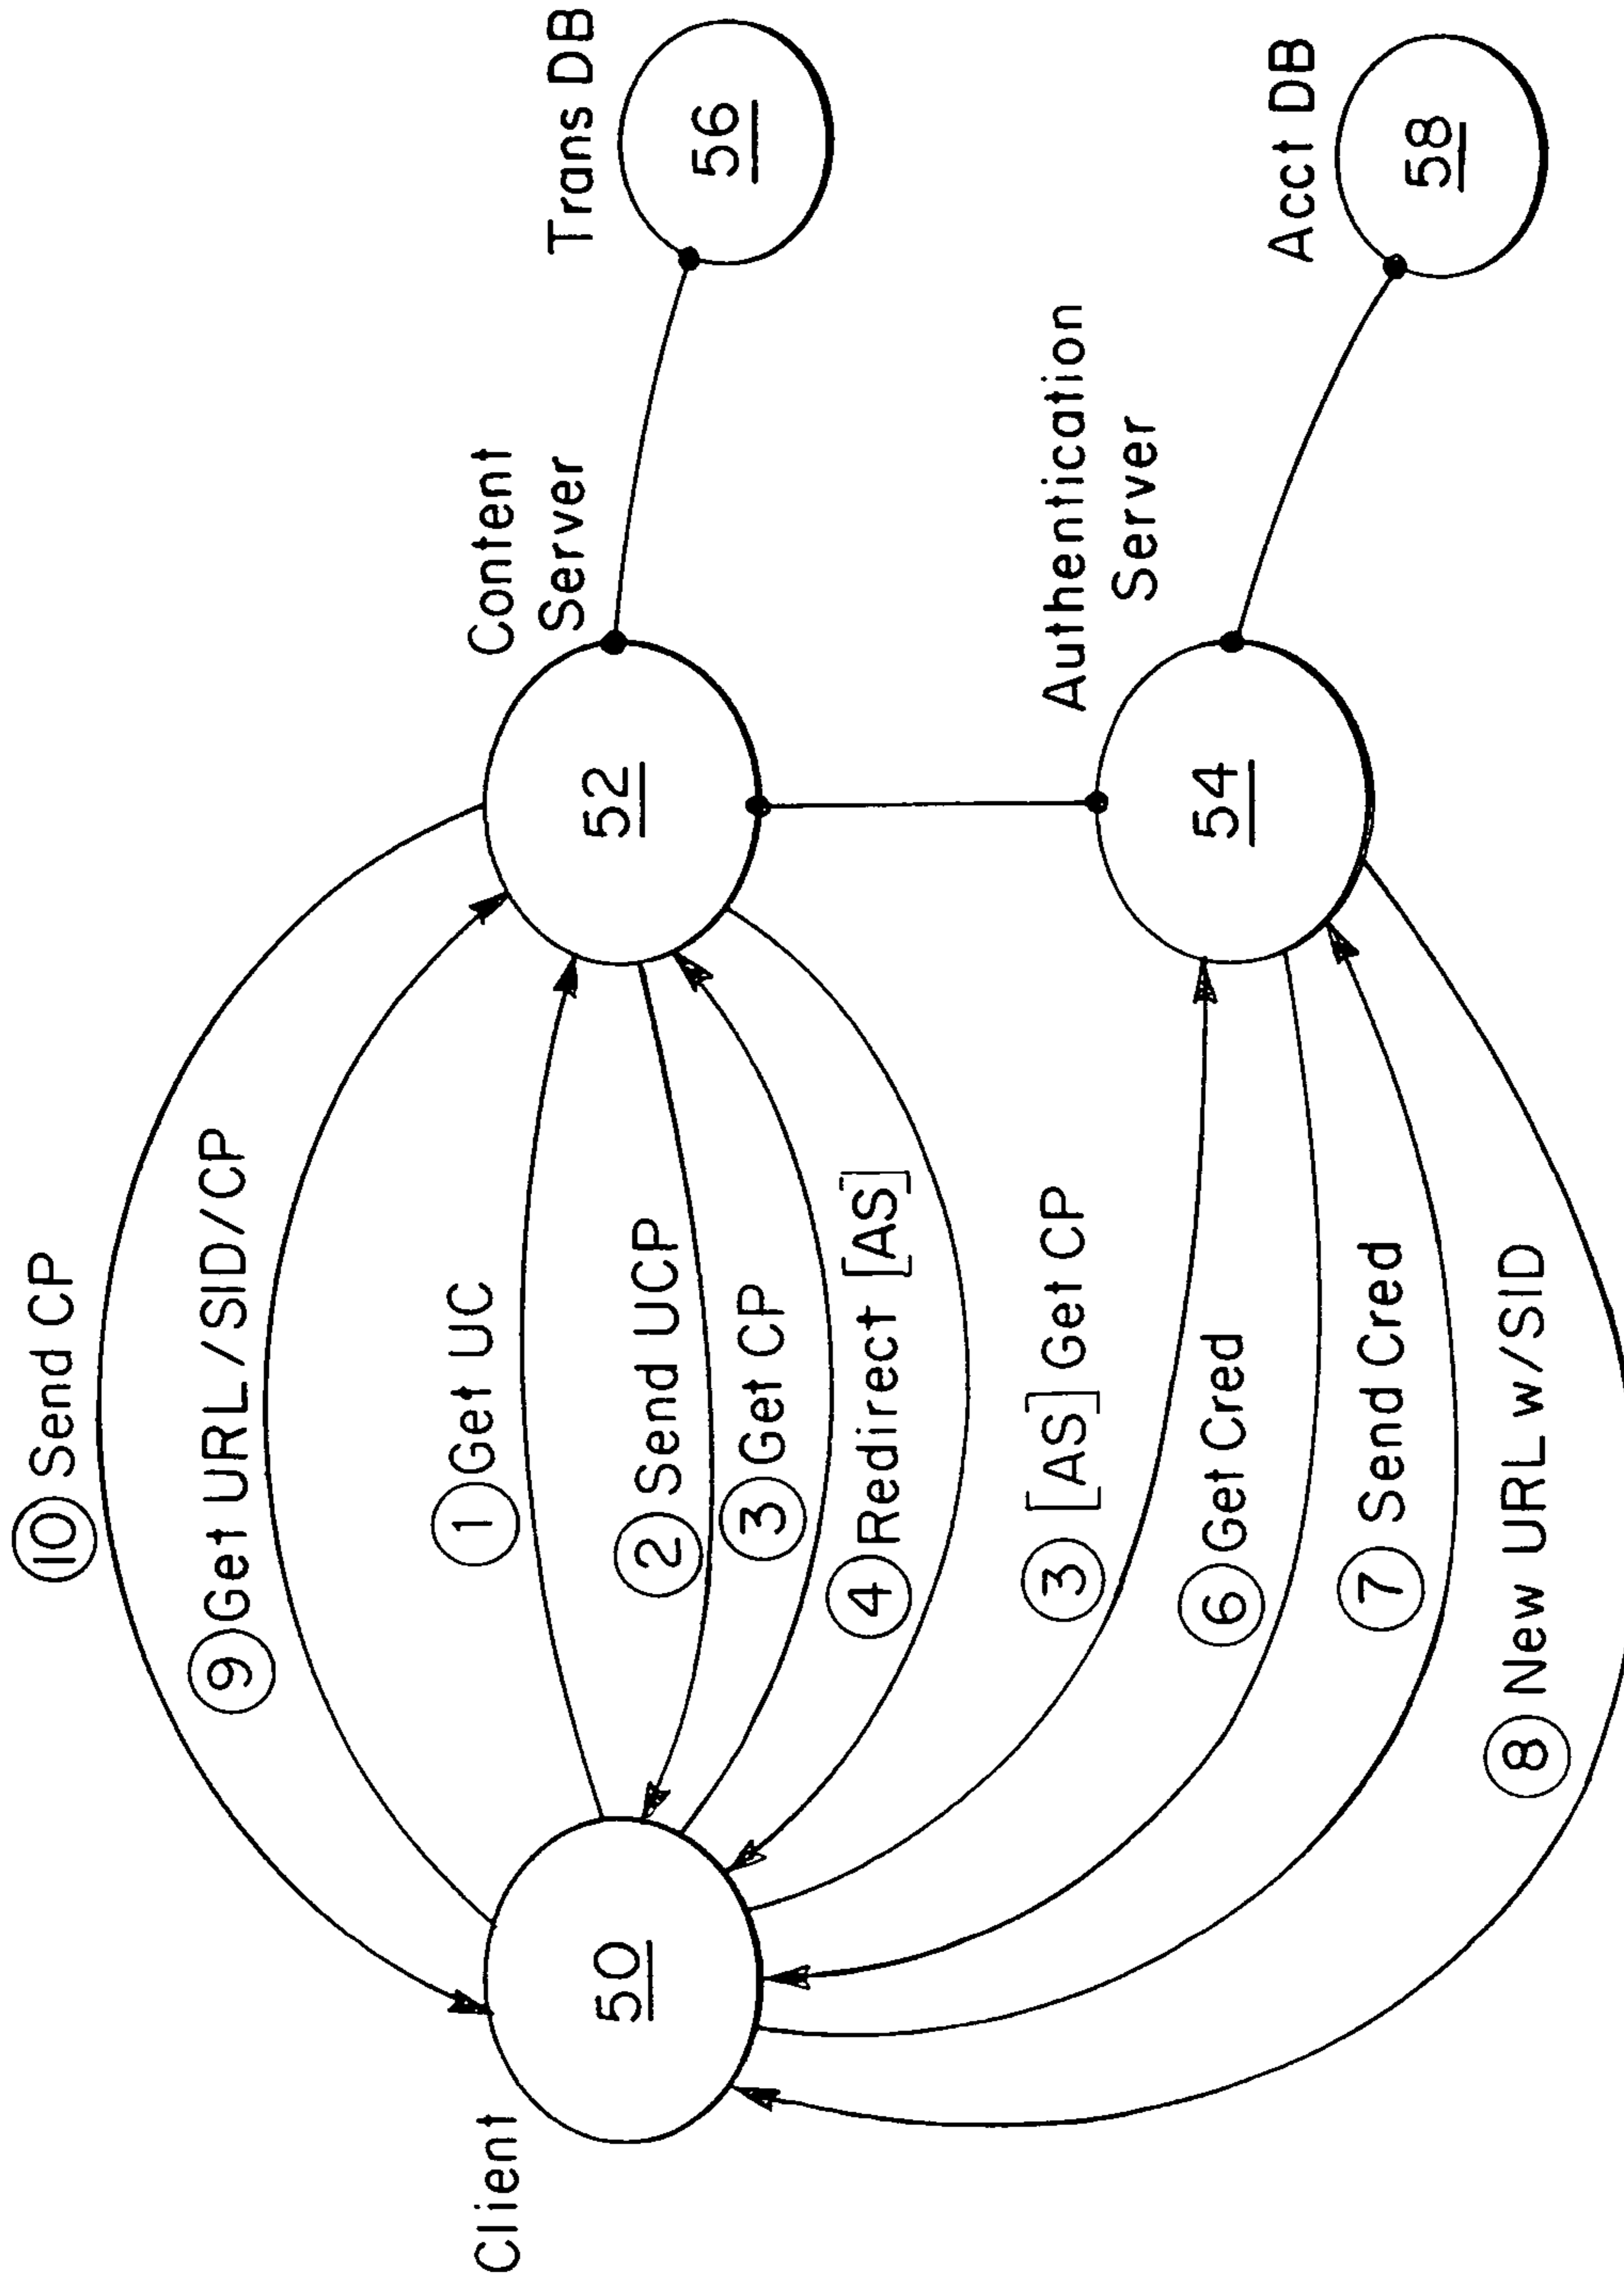 ⑩ Send CP
⑨ Get URL/SID/CP
① Get UC
② Send UCP
③ Get CP
④ Redirect [AS]
③ [AS] Get CP
⑥ Get Cred
⑦ Send Cred
⑧ New URL w/SID
Client
50
Content
Server
52
Authentication
Server
54
Trans DB
56
Acct DB
58